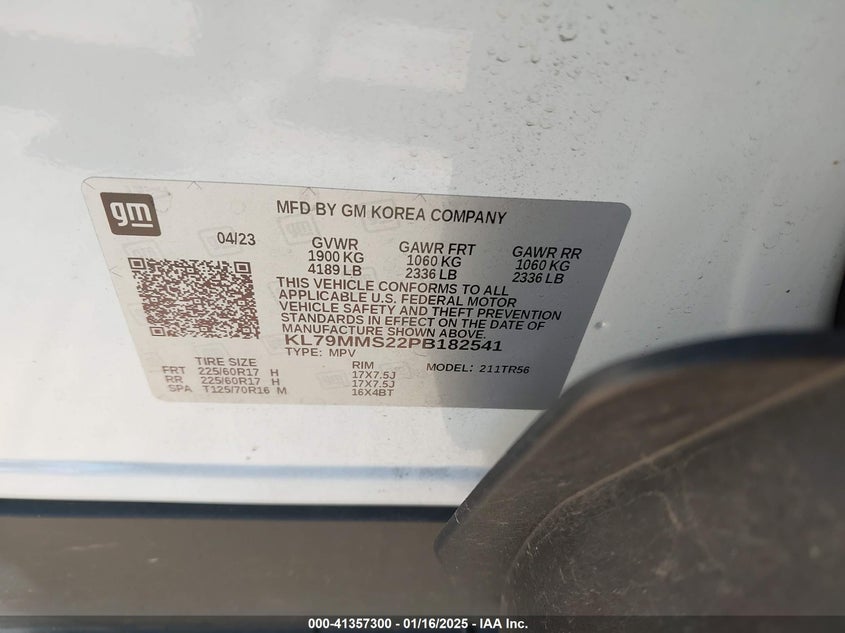 gm
MFD BY GM KOREA COMPANY
04/23
GVWR
1900 KG
4189 LB
GAWR FRT
1060 KG
2336 LB
GAWR RR
1060 KG
2336 LB
THIS VEHICLE CONFORMS TO ALL
APPLICABLE U.S. FEDERAL MOTOR
VEHICLE SAFETY AND THEFT PREVENTION
STANDARDS IN EFFECT ON THE DATE OF
MANUFACTURE SHOWN ABOVE.
KL79MMS22PB182541
TYPE: MPV
MODEL: 211TR56
TIRE SIZE
RIM
FRT 225/60R17 H 17X7.5J
RR 225/60R17 H 17X7.5J
SPA T125/70R16 M 16X4BT
000-41357300 - 01/16/2025 - IAA Inc.